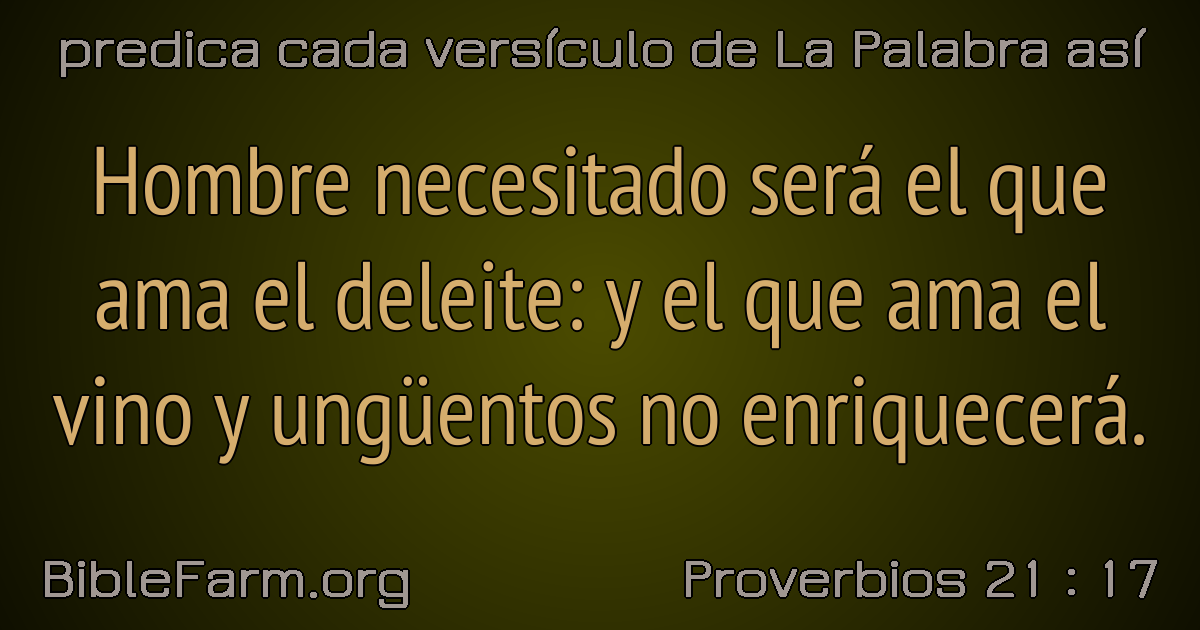 predica cada versículo de La Palabra así
Hombre necesitado será el que
ama el deleite: y el que ama el
vino y ungüentos no enriquecerá.
BibleFarm.org
Proverbios 21 : 17